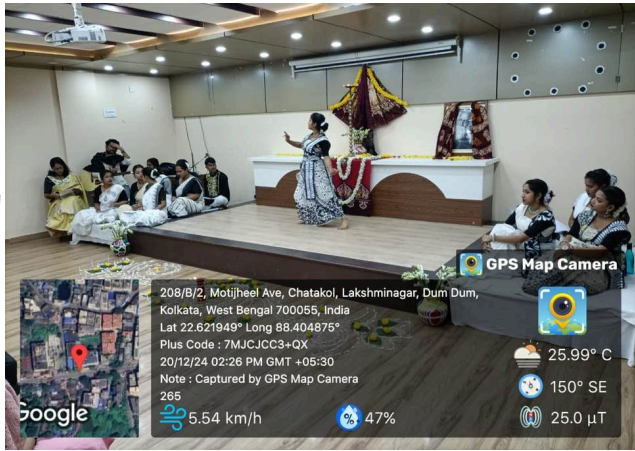 GPS Map Camera
208/B/2, Motijheel Ave, Chatakol, Lakshminagar, Dum Dum,
Kolkata, West Bengal 700055, India
Lat 22.621949° Long 88.404875°
Plus Code : 7MJCJCC3+QX
20/12/24 02:26 PM GMT +05:30
Note : Captured by GPS Map Camera
265
25.99° C
150° SE
Google
5.54 km/h
47%
25.0 µT